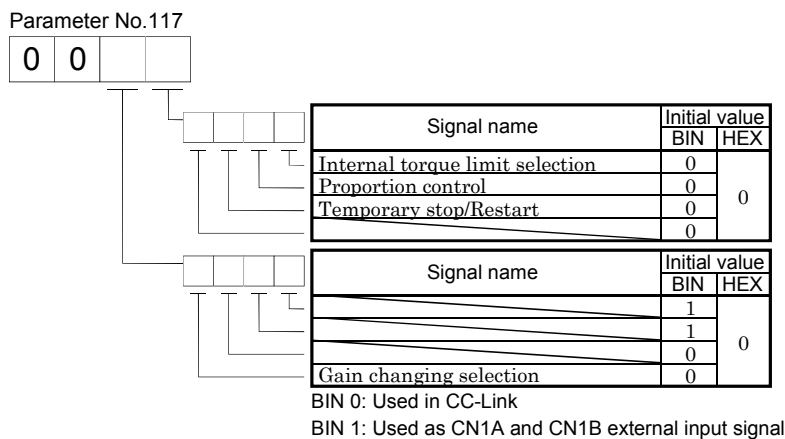 Parameter No.117
0 0
Signal name Initial value
BIN HEX
Internal torque limit selection 0 0
Proportion control 0
Temporary stop/Restart 0
0
Signal name Initial value
BIN HEX
1 0
1
0
Gain changing selection 0
BIN 0: Used in CC-Link
BIN 1: Used as CN1A and CN1B external input signal